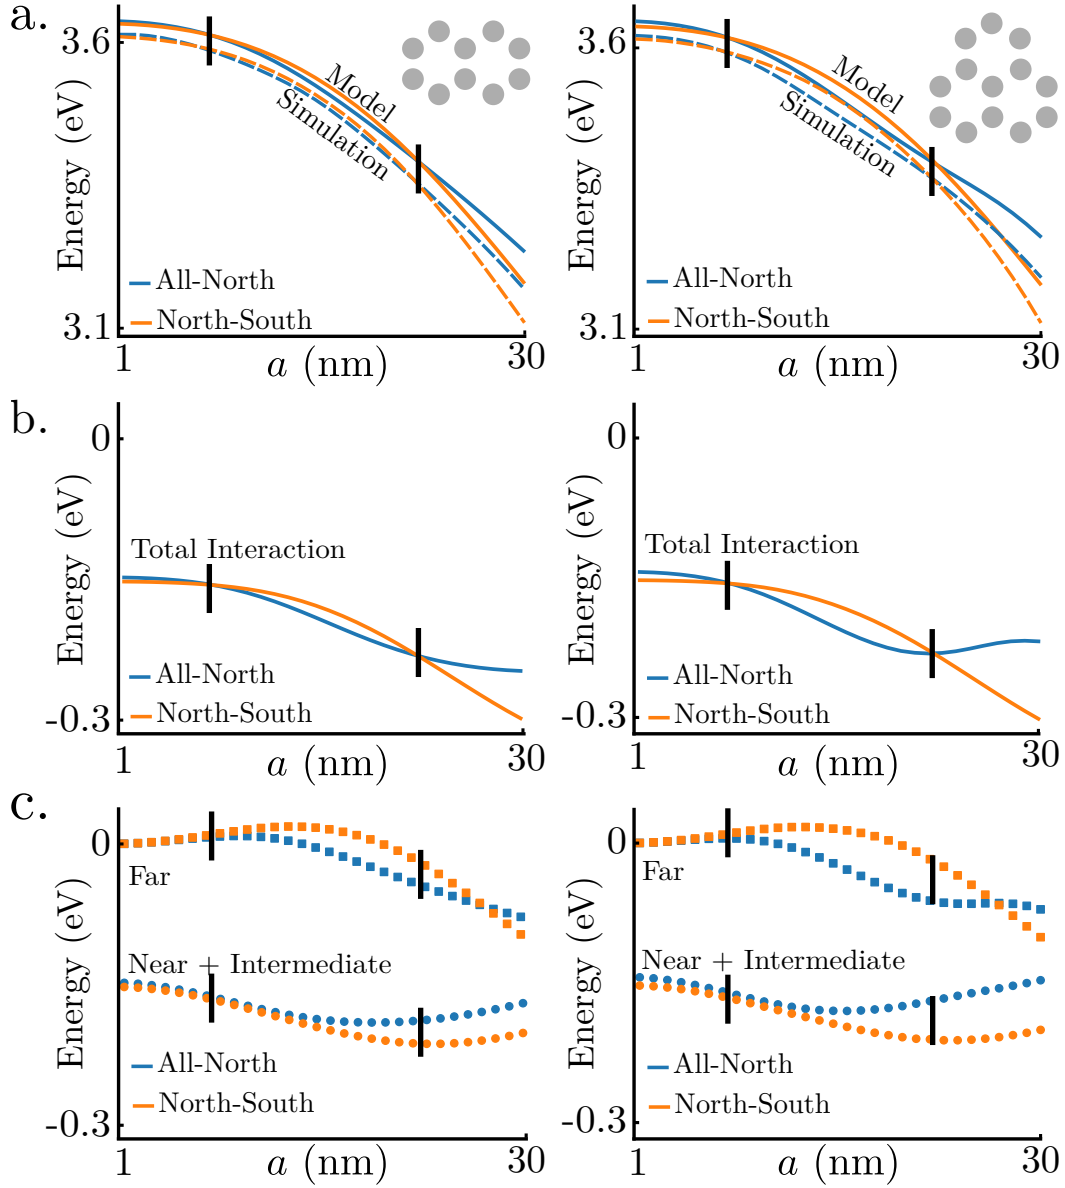 a.
3.6
3.1
Energy (eV)
Model
Simulation
All-North
North-South
1
a (nm)
30
3.6
3.1
Energy (eV)
Model
Simulation
All-North
North-South
1
a (nm)
30
b.
0
-0.3
Energy (eV)
Total Interaction
All-North
North-South
1
a (nm)
30
0
-0.3
Energy (eV)
Total Interaction
All-North
North-South
1
a (nm)
30
c.
0
-0.3
Energy (eV)
Far
Near + Intermediate
All-North
North-South
1
a (nm)
30
0
-0.3
Energy (eV)
Far
Near + Intermediate
All-North
North-South
1
a (nm)
30